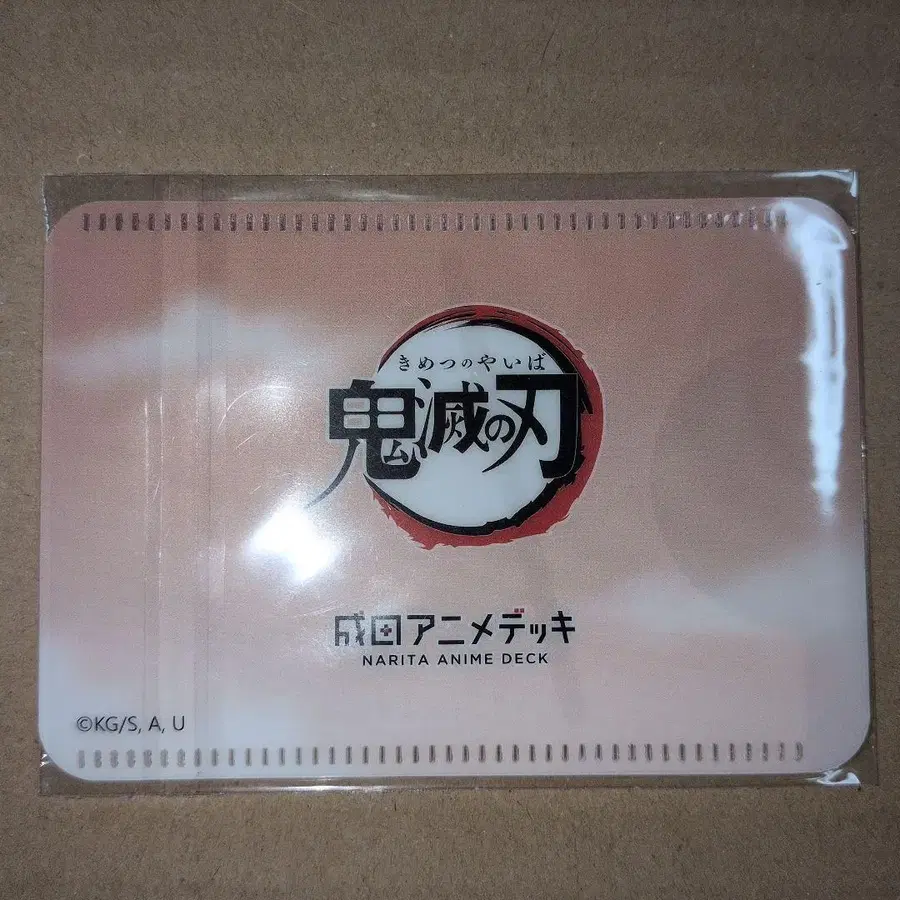 きめつのやいば
鬼滅の刃
成田アニメデッキ
NARITA ANIME DECK
©KG/S, A, U